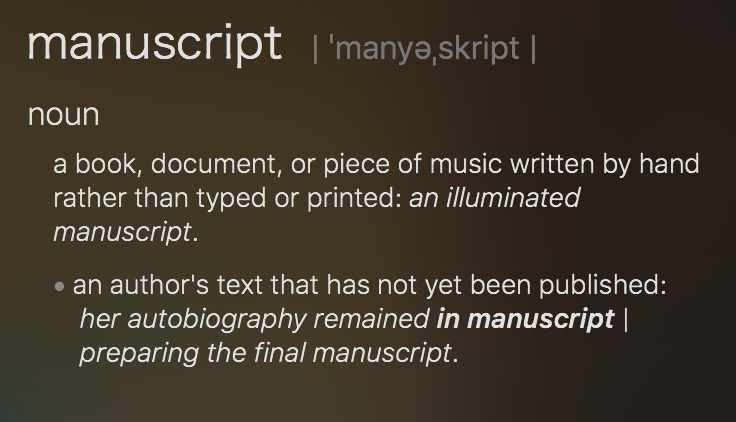 manuscript | ˈmanyəˌskript |
noun
a book, document, or piece of music written by hand
rather than typed or printed: an illuminated
manuscript.
• an author's text that has not yet been published:
her autobiography remained in manuscript |
preparing the final manuscript.